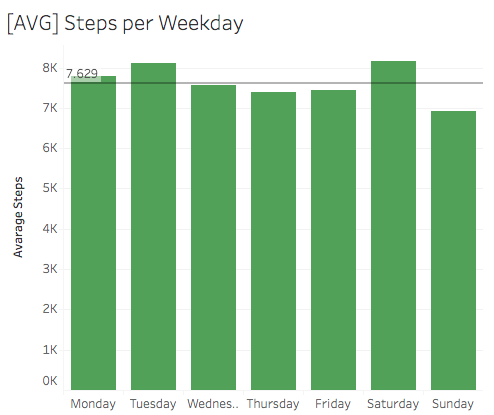 [AVG] Steps per Weekday
8K
7,629
7K
6K
5K
4K
3K
2K
1K
0K
Avarage Steps
Monday Tuesday Wednes.. Thursday Friday Saturday Sunday